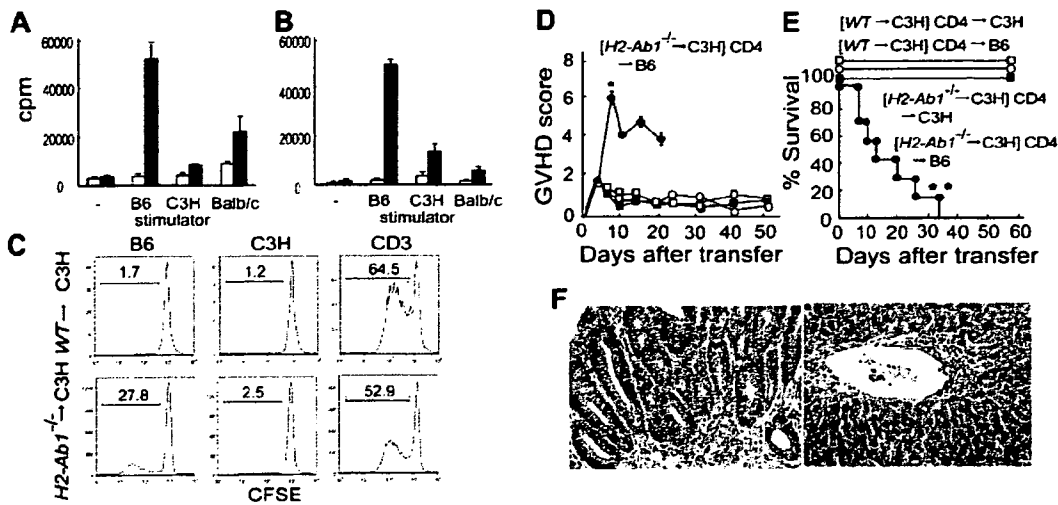 A
60000
40000
20000
0
cpm
- B6 C3H Balb/c
stimulator
B
60000
40000
20000
0
- B6 C3H Balb/c
stimulator
C
B6 C3H CD3
WT→ C3H
1.7 1.2 64.5
H2-Ab1-/-→C3H
27.8 2.5 52.9
CFSE
D
[H2-Ab1-/-→C3H] CD4
→B6
GVHD score
8
6
4
2
0
*
0 10 20 30 40 50
Days after transfer
E
[WT→C3H] CD4 → C3H
[WT→C3H] CD4 → B6
% Survival
100
80
60
40
20
0
[H2-Ab1-/-→C3H] CD4
→C3H
[H2-Ab1-/-→C3H] CD4
→B6
* *
0 10 20 30 40 50 60
Days after transfer
F